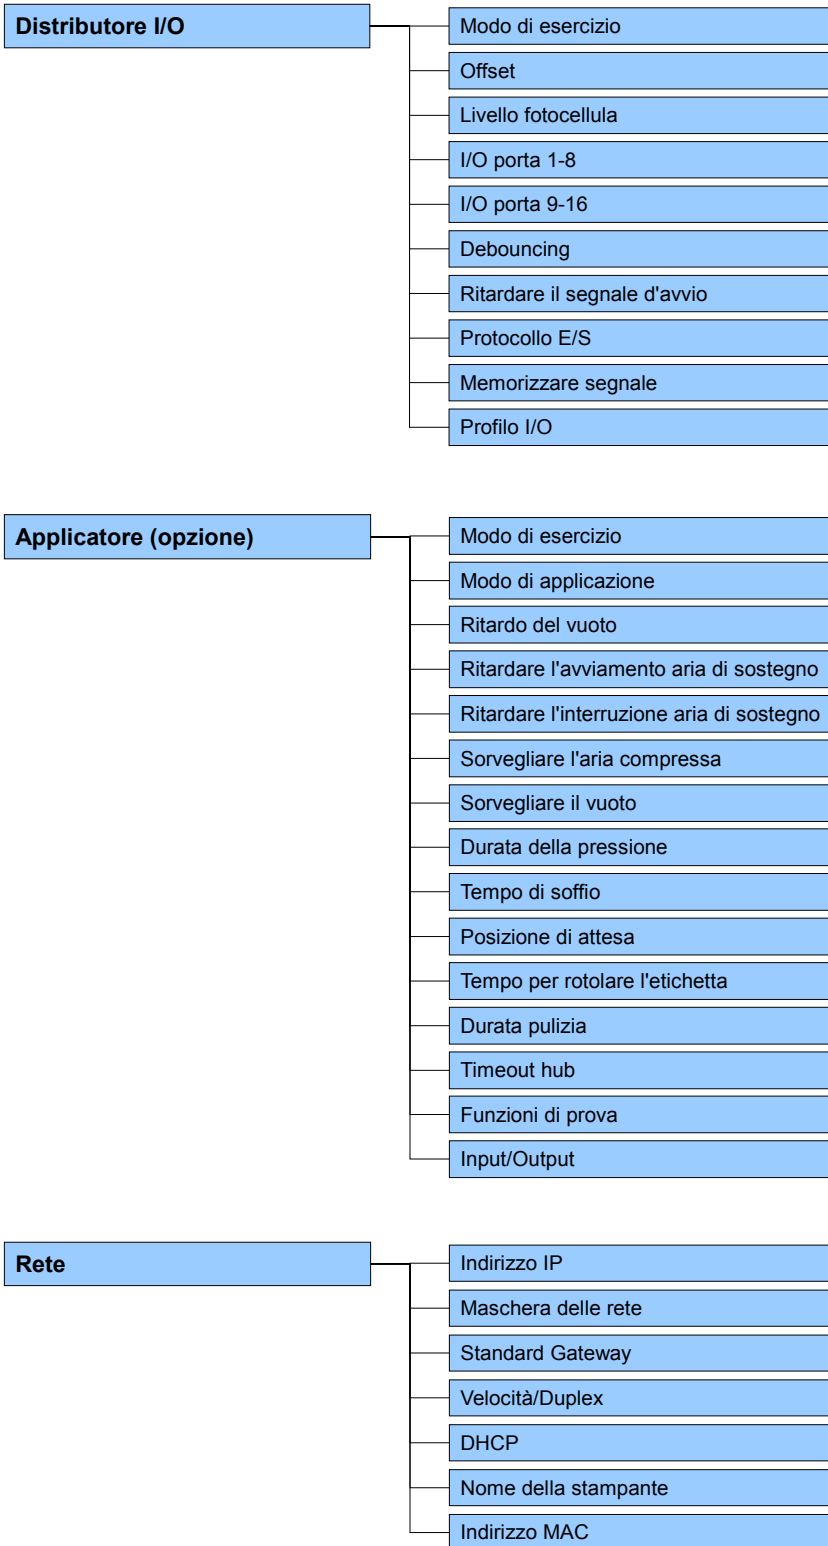 Distributore I/O
Modo di esercizio
Offset
Livello fotocellula
I/O porta 1-8
I/O porta 9-16
Debouncing
Ritardare il segnale d'avvio
Protocollo E/S
Memorizzare segnale
Profilo I/O
Applicatore (opzione)
Modo di esercizio
Modo di applicazione
Ritardo del vuoto
Ritardare l'avviamento aria di sostegno
Ritardare l'interruzione aria di sostegno
Sorvegliare l'aria compressa
Sorvegliare il vuoto
Durata della pressione
Tempo di soffio
Posizione di attesa
Tempo per rotolare l'etichetta
Durata pulizia
Timeout hub
Funzioni di prova
Input/Output
Rete
Indirizzo IP
Maschera delle rete
Standard Gateway
Velocità/Duplex
DHCP
Nome della stampante
Indirizzo MAC